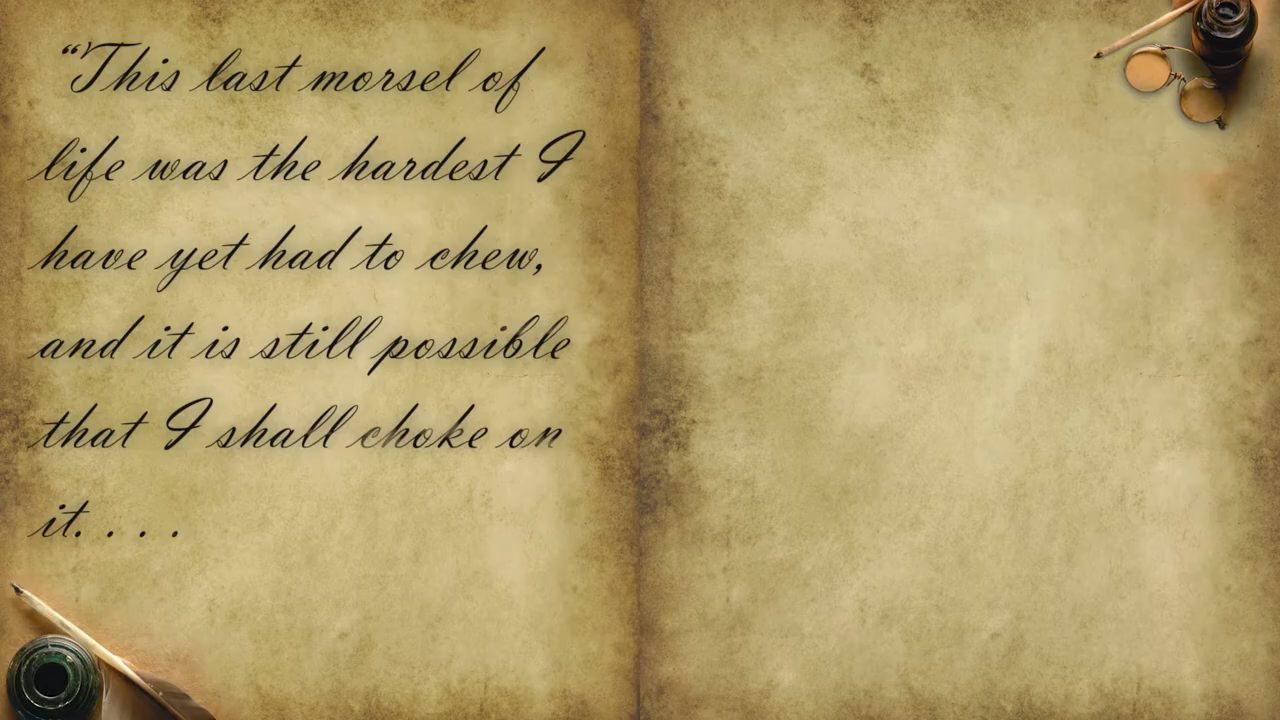 “This last morsel of
life was the hardest I
have yet had to chew,
and it is still possible
that I shall choke on
it. . . .